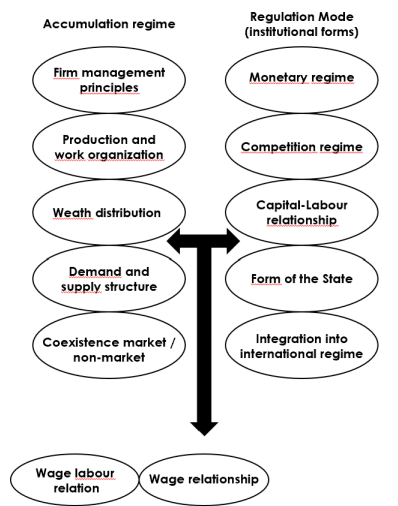 Accumulation regime
Regulation Mode
(institutional forms)
Firm management
principles
Monetary regime
Production and
work organization
Competition regime
Weath distribution
Capital-Labour
relationship
Demand and
supply structure
Form of the State
Coexistence market /
non-market
Integration into
international regime
Wage labour
relation
Wage relationship